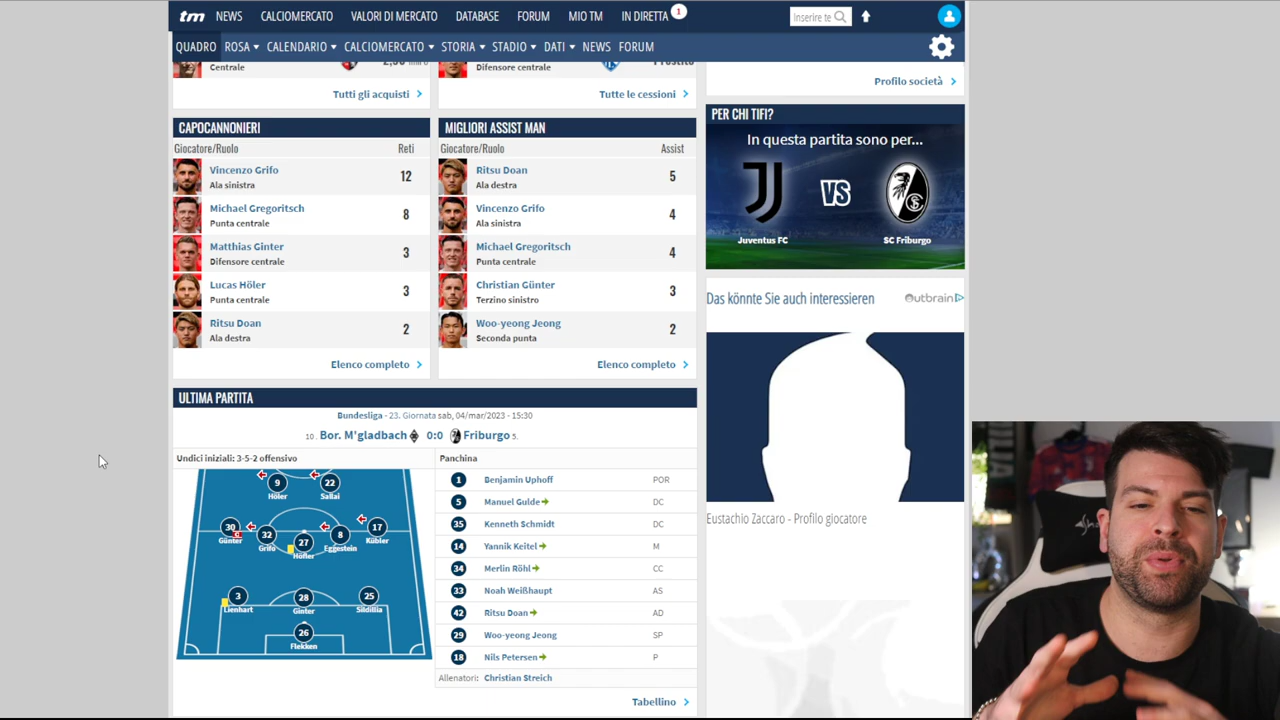 tm NEWS CALCIOMERCATO VALORI DI MERCATO DATABASE FORUM MIO TM IN DIRETTA 1 Inserire te
QUADRO ROSA CALENDARIO CALCIOMERCATO STORIA STADIO DATI NEWS FORUM
Centrale
Difensore centrale
Prestito
Tutti gli acquisti
Tutte le cessioni
Profilo società
CAPOCANNONIERI
Giocatore/Ruolo Reti
Vincenzo Grifo 12
Ala sinistra
Michael Gregoritsch 8
Punta centrale
Matthias Ginter 3
Difensore centrale
Lucas Höler 3
Punta centrale
Ritsu Doan 2
Ala destra
Elenco completo
MIGLIORI ASSIST MAN
Giocatore/Ruolo Assist
Ritsu Doan 5
Ala destra
Vincenzo Grifo 4
Ala sinistra
Michael Gregoritsch 4
Punta centrale
Christian Günter 3
Terzino sinistro
Woo-yeong Jeong 2
Seconda punta
Elenco completo
PER CHI TIFI?
In questa partita sono per...
VS
Juventus FC SC Friburgo
Das könnte Sie auch interessieren Outbrain
Eustachio Zaccaro - Profilo giocatore
ULTIMA PARTITA
Bundesliga - 23. Giornata sab, 04/mar/2023 - 15:30
10. Bor. M'gladbach 0:0 Friburgo 5.
Undici iniziali: 3-5-2 offensivo
9 22
Höler Sallai
30 32 27 8 17
Günter Grifo Höfler Eggestein Kübler
3 28 25
Lienhart Ginter Sildillia
26
Flekken
Panchina
1 Benjamin Uphoff POR
5 Manuel Gulde DC
35 Kenneth Schmidt DC
14 Yannik Keitel M
34 Merlin Röhl CC
33 Noah Weißhaupt AS
42 Ritsu Doan AD
29 Woo-yeong Jeong SP
18 Nils Petersen P
Allenatori: Christian Streich
Tabellino